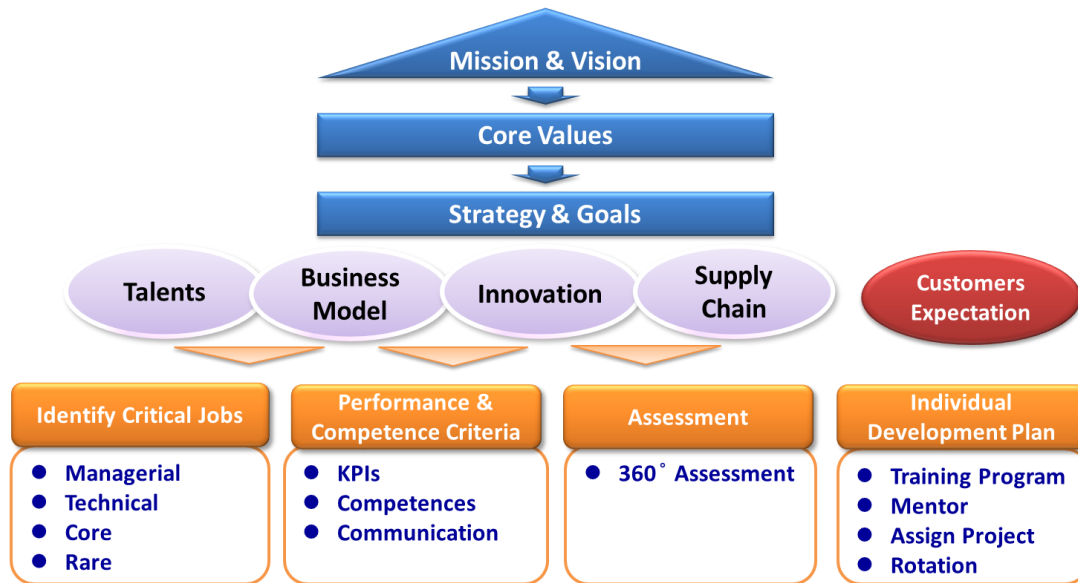 Mission & Vision
Core Values
Strategy & Goals
Talents
Business
Model
Innovation
Supply
Chain
Customers
Expectation
Identify Critical Jobs
● Managerial
● Technical
● Core
● Rare
Performance &
Competence Criteria
● KPIs
● Competences
● Communication
Assessment
● 360° Assessment
Individual
Development Plan
● Training Program
● Mentor
● Assign Project
● Rotation